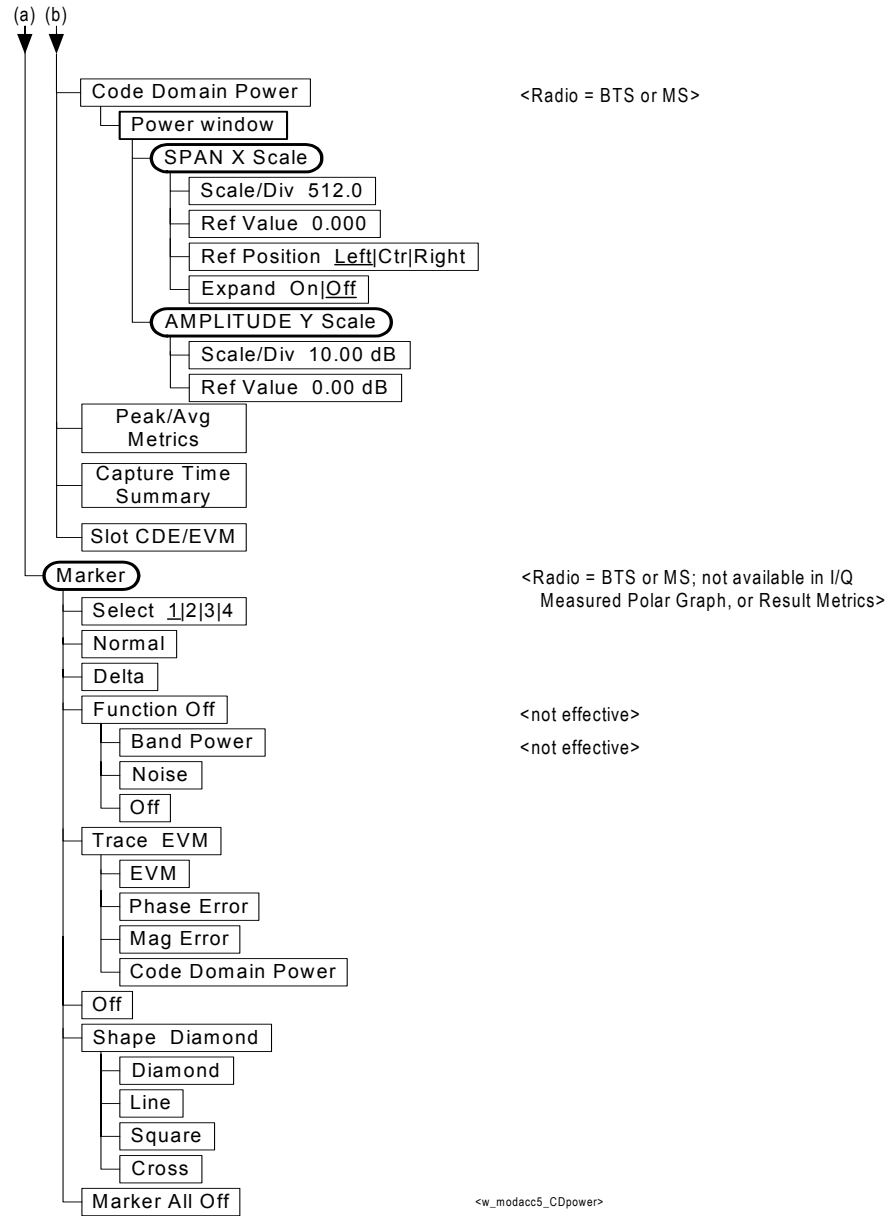 (a) (b)
Code Domain Power <Radio = BTS or MS>
Power window
SPAN X Scale
Scale/Div 512.0
Ref Value 0.000
Ref Position Left|Ctr|Right
Expand On|Off
AMPLITUDE Y Scale
Scale/Div 10.00 dB
Ref Value 0.00 dB
Peak/Avg
Metrics
Capture Time
Summary
Slot CDE/EVM
Marker <Radio = BTS or MS; not available in I/Q
Measured Polar Graph, or Result Metrics>
Select 1|2|3|4
Normal
Delta
Function Off <not effective>
Band Power <not effective>
Noise
Off
Trace EVM
EVM
Phase Error
Mag Error
Code Domain Power
Off
Shape Diamond
Diamond
Line
Square
Cross
Marker All Off <w_modacc5_CDpower>